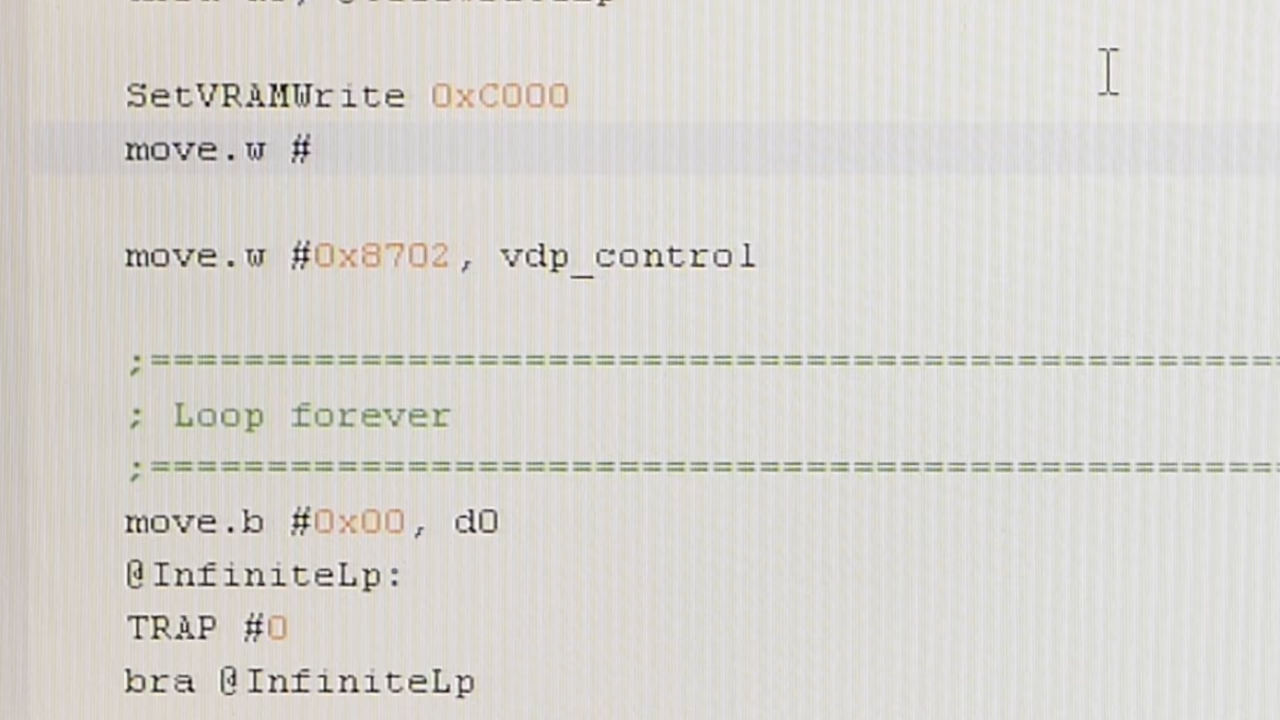 SetVRAMWrite 0xC000
move.w #
move.w #0x8702, vdp_control
;================================================
; Loop forever
;================================================
move.b #0x00, d0
@InfiniteLp:
TRAP #0
bra @InfiniteLp